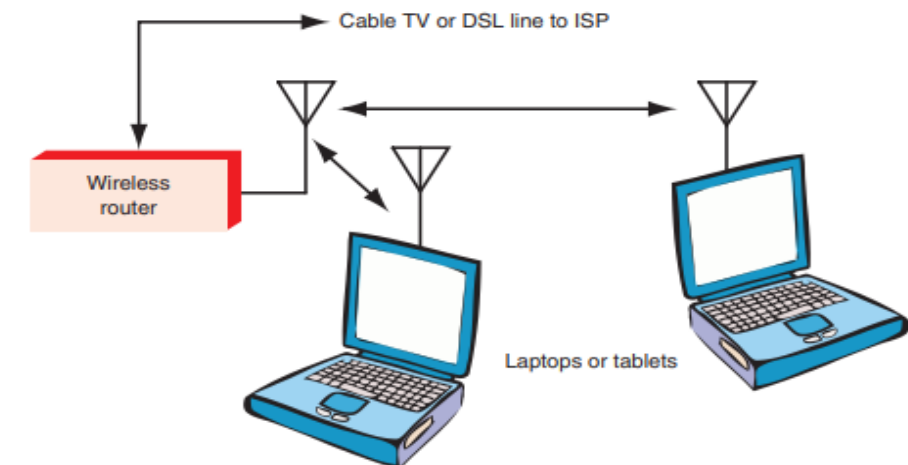 Cable TV or DSL line to ISP
Wireless
router
Laptops or tablets